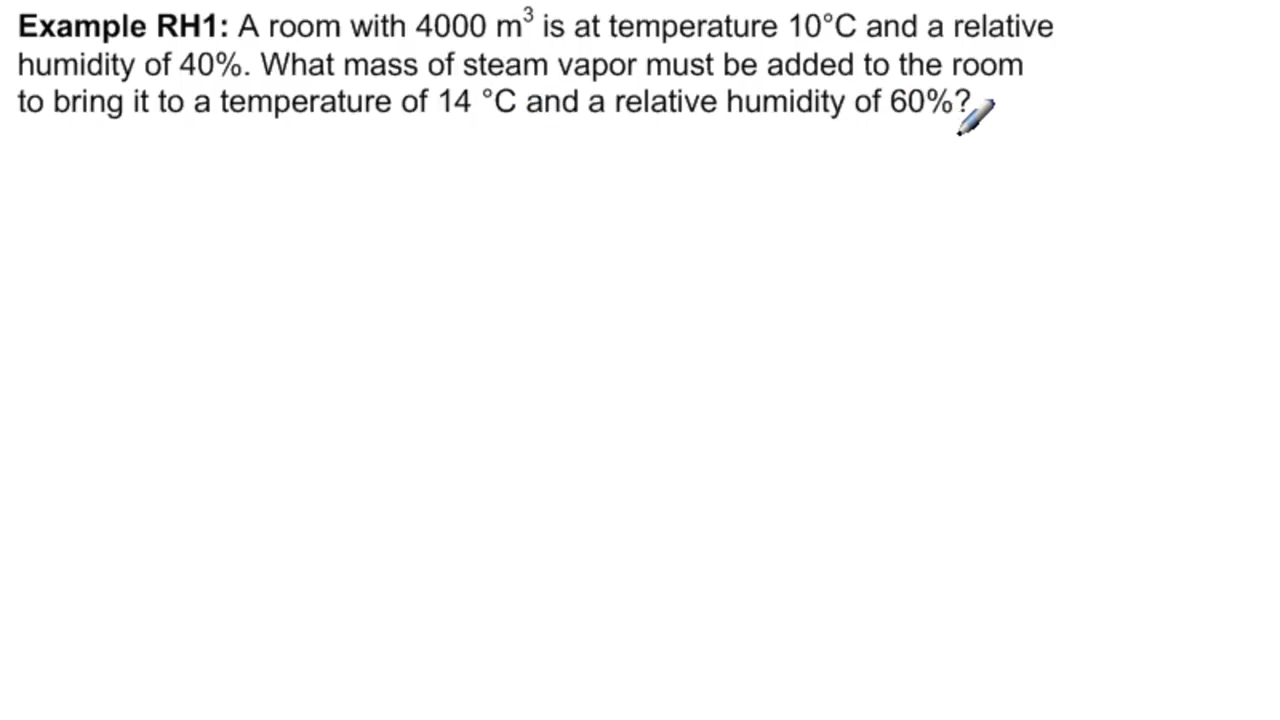 Example RH1: A room with 4000 m³ is at temperature 10°C and a relative
humidity of 40%. What mass of steam vapor must be added to the room
to bring it to a temperature of 14 °C and a relative humidity of 60%?